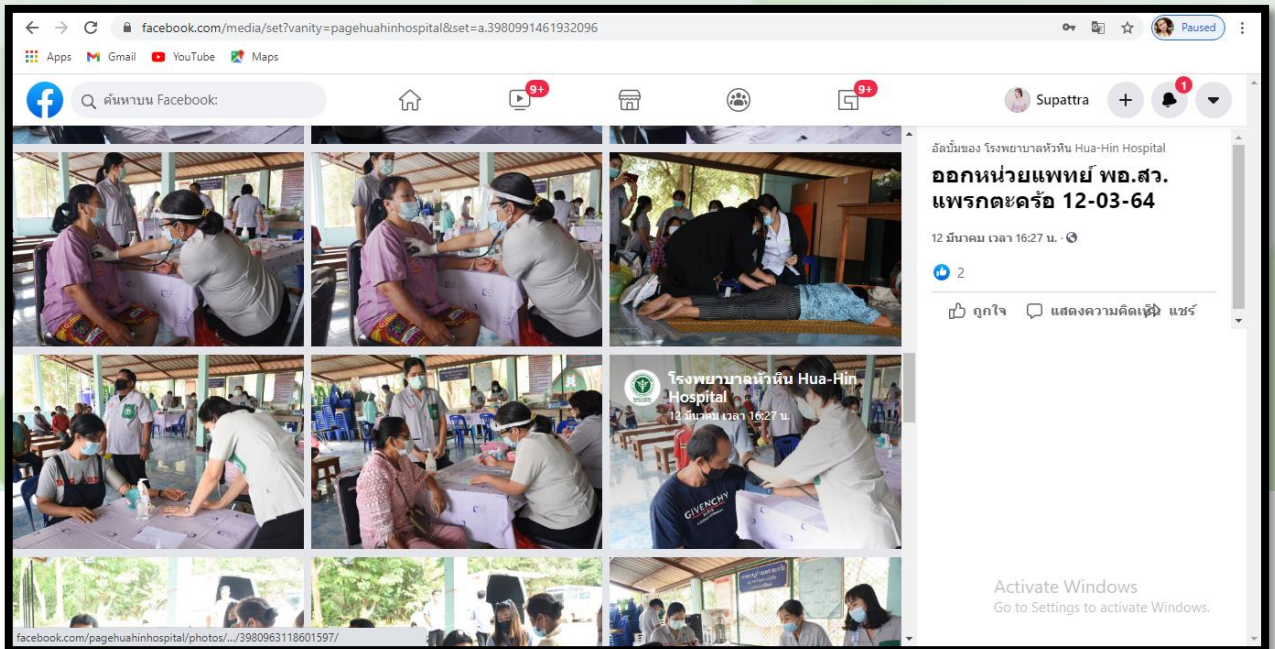 facebook.com/media/set?vanity=pagehuahinhospital&set=a.3980991461932096
Paused
Apps
Gmail
YouTube
Maps
ค้นหาบน Facebook:
9+
9+
Supattra
1
อัลบั้มของ โรงพยาบาลหัวหิน Hua-Hin Hospital
ออกหน่วยแพทย์ พอ.สว.
แพรกตะคร้อ 12-03-64
12 มีนาคม เวลา 16:27 น. ·
2
ถูกใจ
แสดงความคิดเห็น
แชร์
โรงพยาบาลหัวหิน Hua-Hin
Hospital
12 มีนาคม เวลา 16:27 น.
GIVENCHY
Activate Windows
Go to Settings to activate Windows.
facebook.com/pagehuahinhospital/photos/.../3980963118601597/